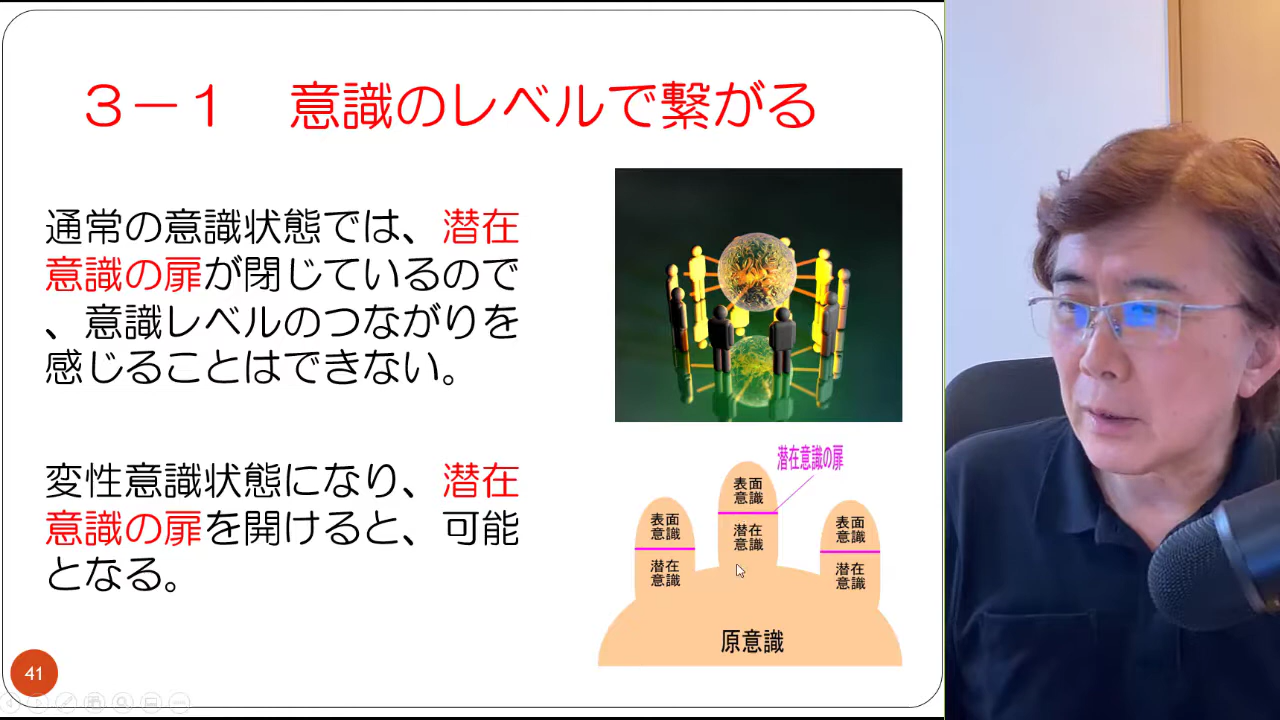 ３－１　意識のレベルで繋がる
通常の意識状態では、潜在
意識の扉が閉じているので
、意識レベルのつながりを
感じることはできない。
変性意識状態になり、潜在
意識の扉を開けると、可能
となる。
潜在意識の扉
表面
意識
潜在
意識
表面
意識
潜在
意識
表面
意識
潜在
意識
原意識
41